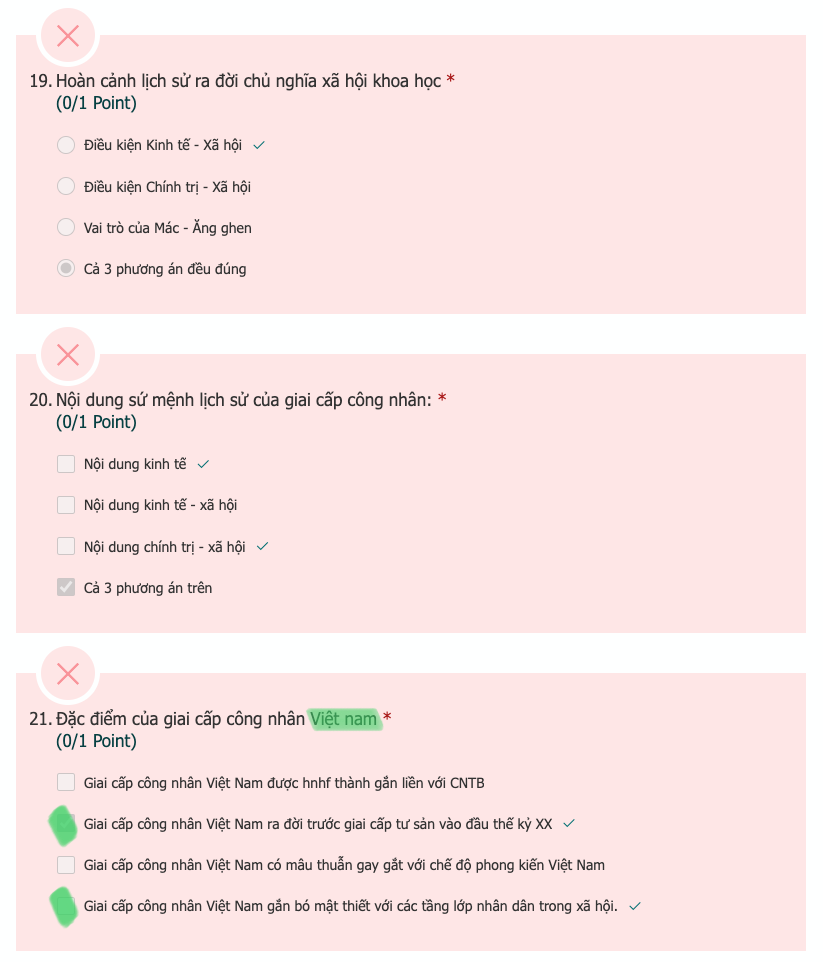 19. Hoàn cảnh lịch sử ra đời chủ nghĩa xã hội khoa học *
(0/1 Point)
Điều kiện Kinh tế - Xã hội
Điều kiện Chính trị - Xã hội
Vai trò của Mác - Ăng ghen
Cả 3 phương án đều đúng
20. Nội dung sứ mệnh lịch sử của giai cấp công nhân: *
(0/1 Point)
Nội dung kinh tế
Nội dung kinh tế - xã hội
Nội dung chính trị - xã hội
Cả 3 phương án trên
21. Đặc điểm của giai cấp công nhân Việt nam *
(0/1 Point)
Giai cấp công nhân Việt Nam được hnhf thành gắn liền với CNTB
Giai cấp công nhân Việt Nam ra đời trước giai cấp tư sản vào đầu thế kỷ XX
Giai cấp công nhân Việt Nam có mâu thuẫn gay gắt với chế độ phong kiến Việt Nam
Giai cấp công nhân Việt Nam gắn bó mật thiết với các tầng lớp nhân dân trong xã hội.